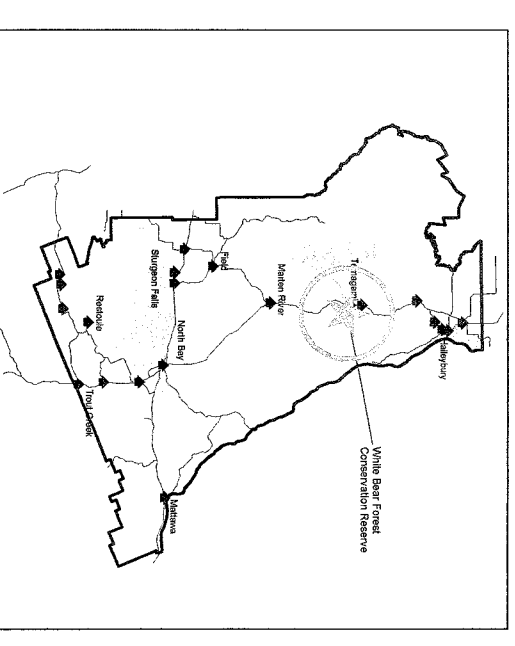 White Bear Forest
Conservation Reserve
Haileybury
Temagami
Marten River
Field
Sturgeon Falls
North Bay
Mattawa
Restoule
Trout Creek